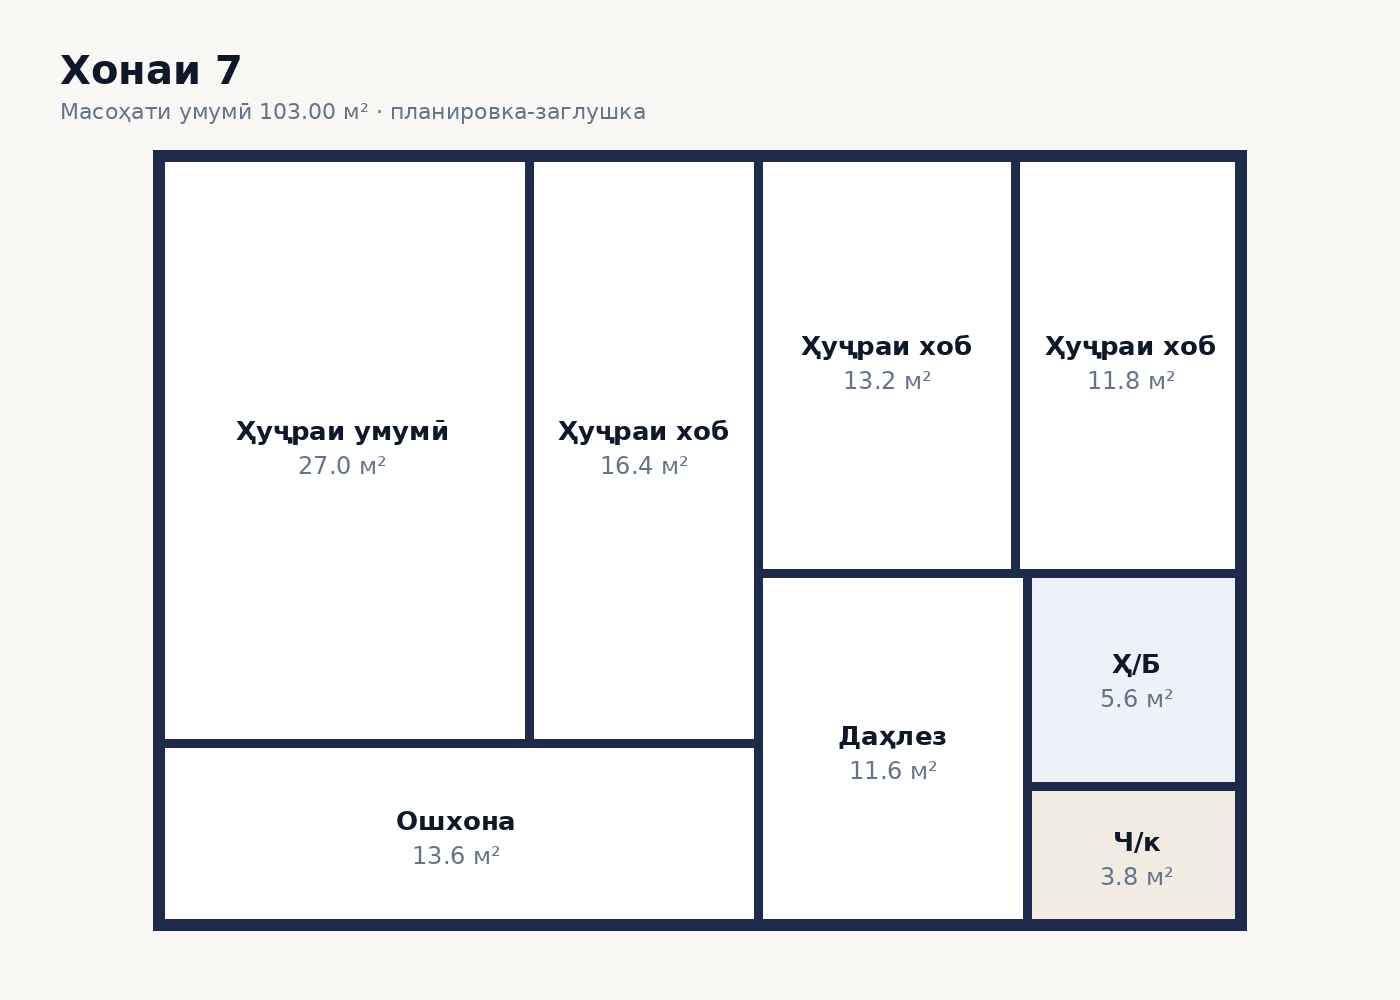 Хонаи 7
Масоҳати умумӣ 103.00 м² · планировка-заглушка
Ҳуҷраи умумӣ
27.0 м²
Ҳуҷраи хоб
16.4 м²
Ҳуҷраи хоб
13.2 м²
Ҳуҷраи хоб
11.8 м²
Ҳ/Б
5.6 м²
Даҳлез
11.6 м²
Ошхона
13.6 м²
Ч/к
3.8 м²